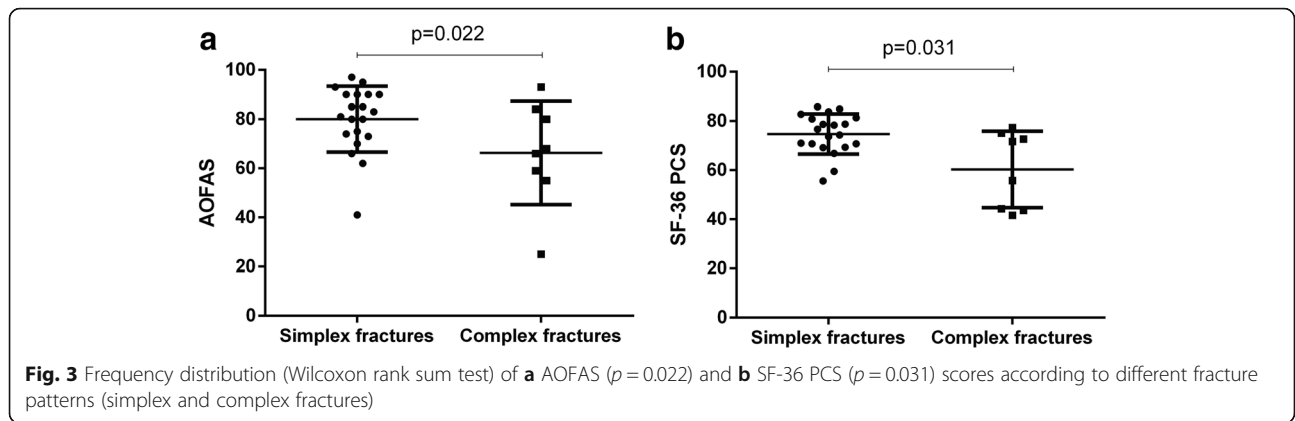 a
p=0.022
AOFAS
100
80
60
40
20
0
Simplex fractures Complex fractures
b
p=0.031
SF-36 PCS
100
80
60
40
20
0
Simplex fractures Complex fractures
Fig. 3 Frequency distribution (Wilcoxon rank sum test) of a AOFAS (p = 0.022) and b SF-36 PCS (p = 0.031) scores according to different fracture
patterns (simplex and complex fractures)